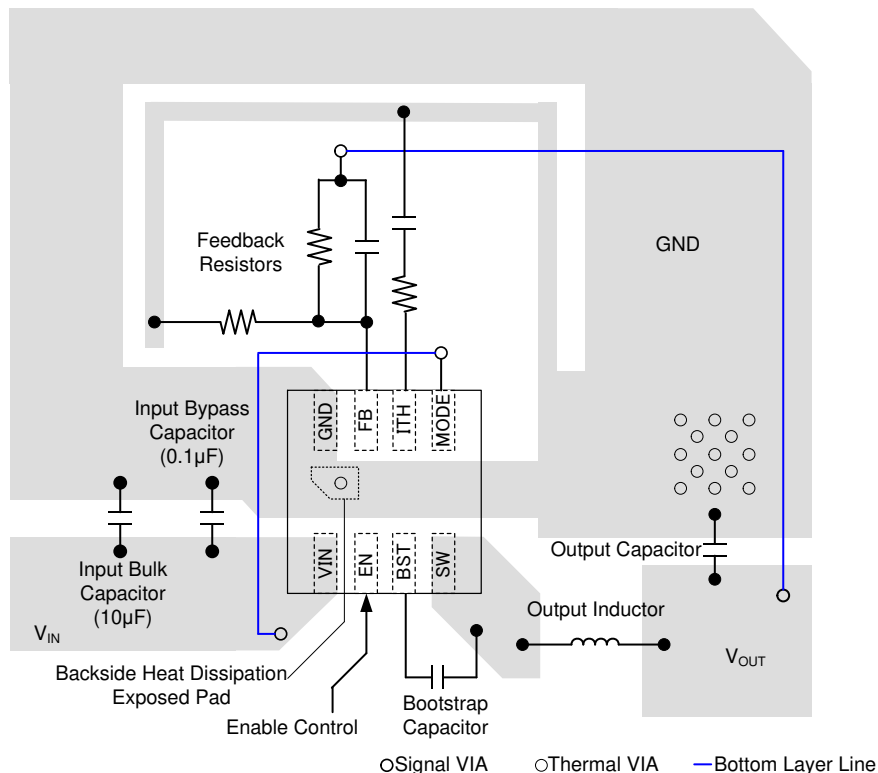 Feedback
Resistors
GND
Input Bypass
Capacitor
(0.1µF)
GND
FB
ITH
MODE
Input Bulk
Capacitor
(10µF)
VIN
EN
BST
SW
Output Capacitor
Output Inductor
VIN
VOUT
Backside Heat Dissipation
Exposed Pad
Enable Control
Bootstrap
Capacitor
Signal VIA
Thermal VIA
Bottom Layer Line